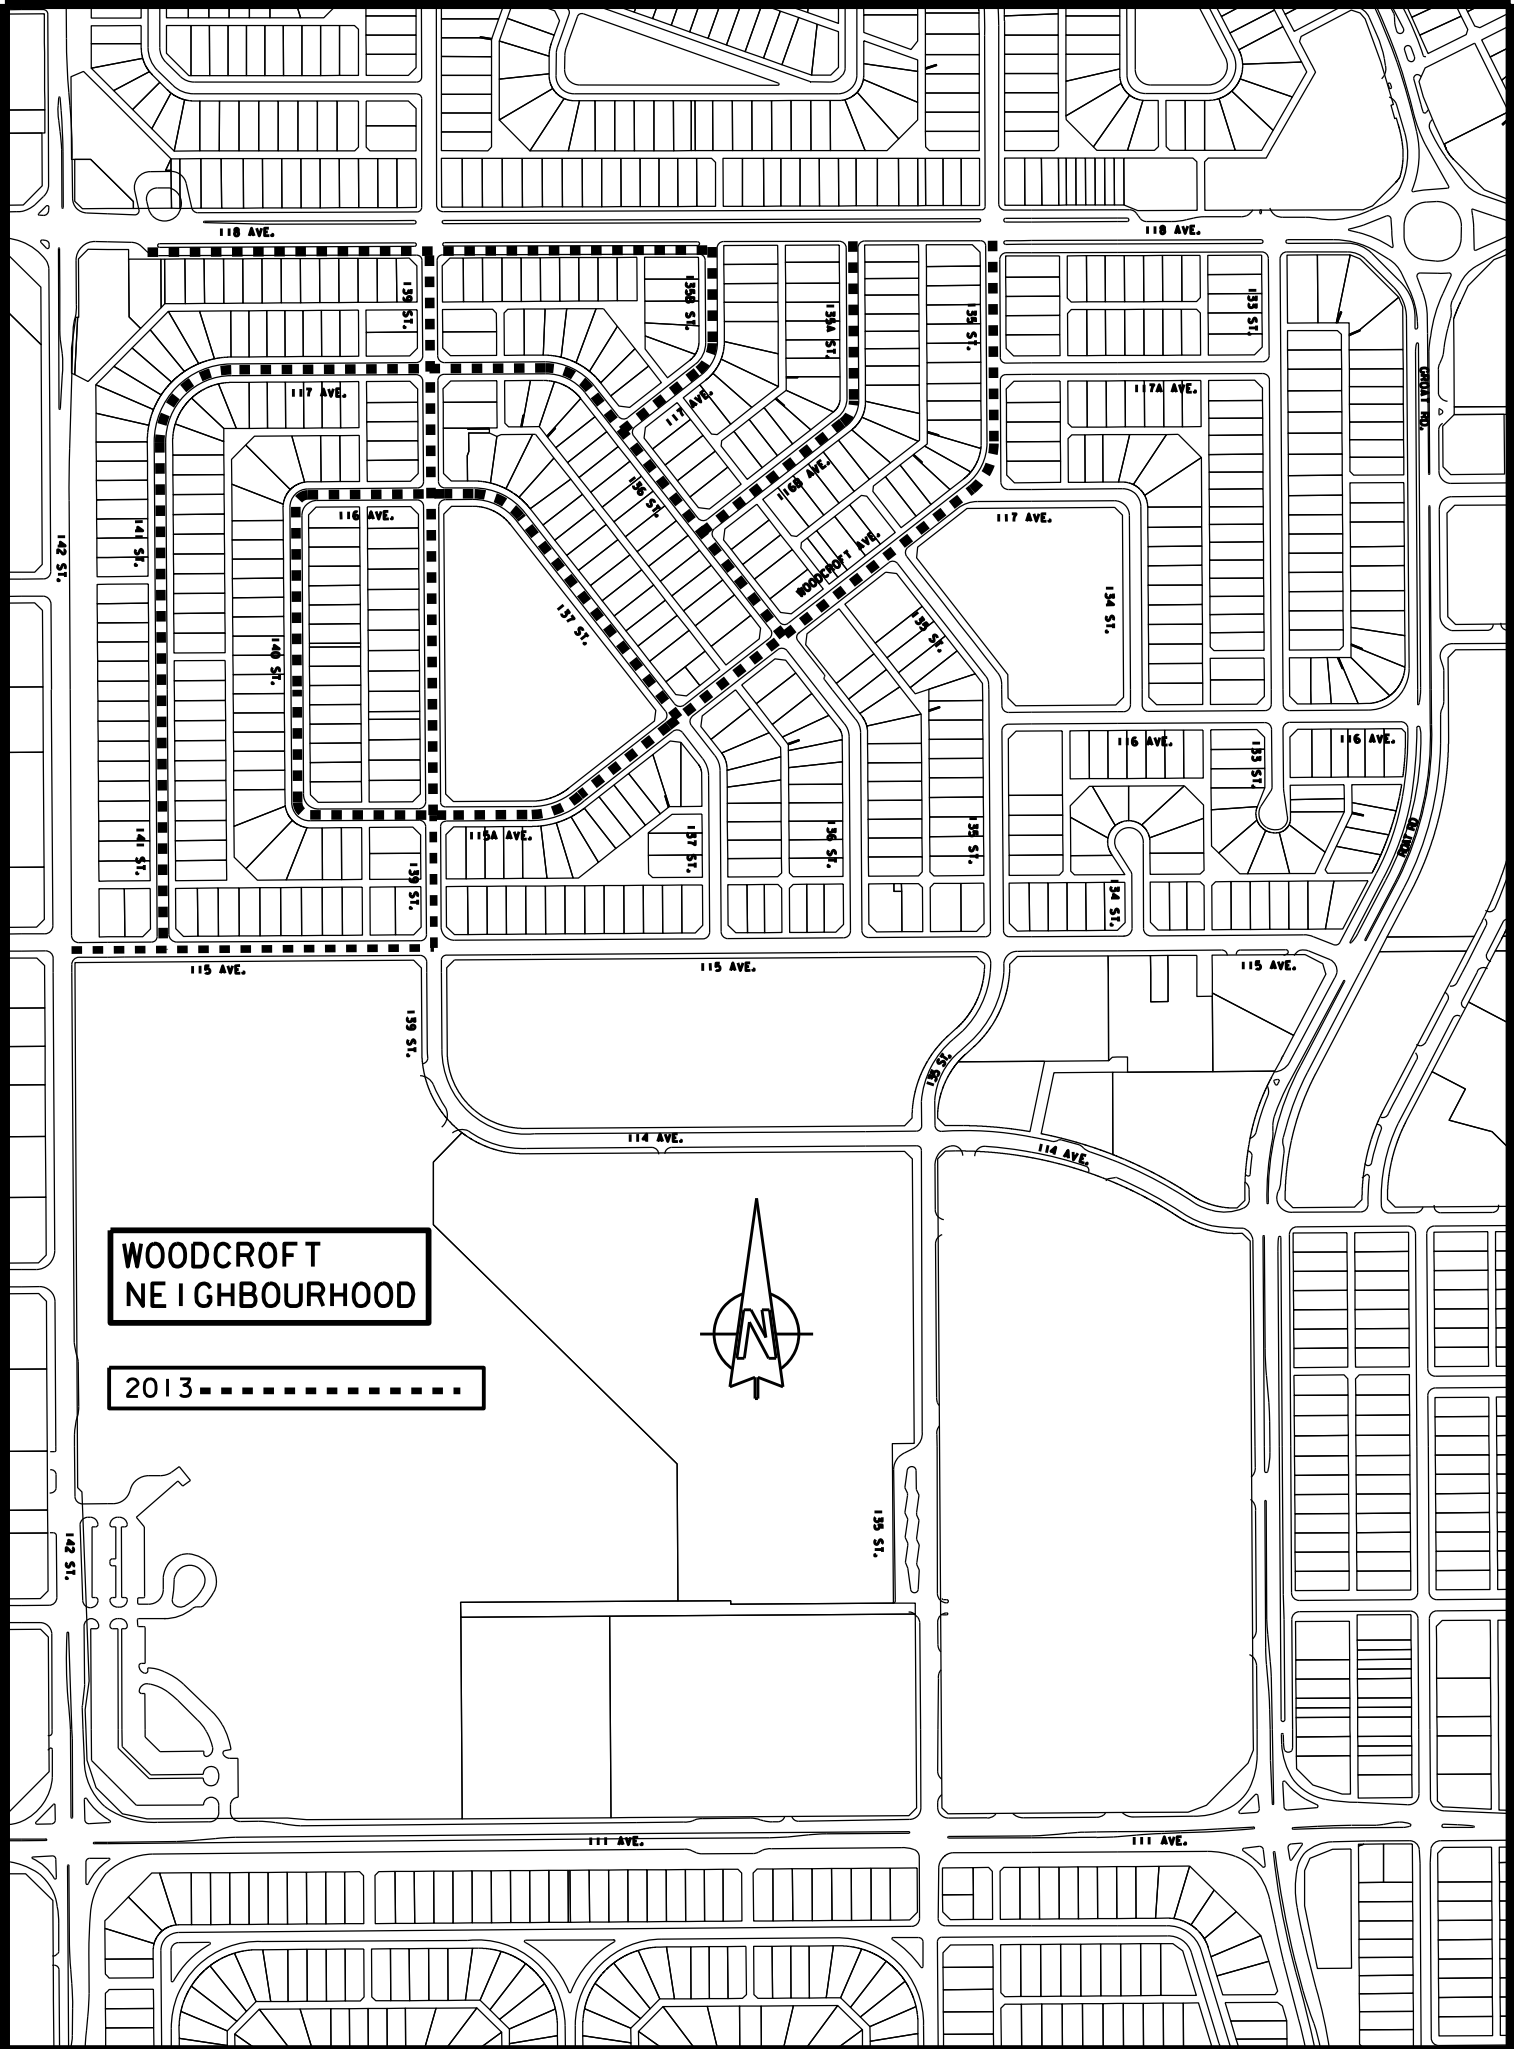 118 AVE.
118 AVE.
139 ST.
135B ST.
135A ST.
135 ST.
133 ST.
GROAT RD.
117 AVE.
117 AVE.
117A AVE.
116B AVE.
136 ST.
116 AVE.
117 AVE.
142 ST.
141 ST.
WOODCROFT AVE.
137 ST.
134 ST.
135 ST.
140 ST.
116 AVE.
116 AVE.
133 ST.
115A AVE.
141 ST.
137 ST.
136 ST.
135 ST.
139 ST.
134 ST.
115 AVE.
115 AVE.
115 AVE.
139 ST.
135 ST.
114 AVE.
114 AVE.
WOODCROFT
NEIGHBOURHOOD
N
2013
135 ST.
142 ST.
111 AVE.
111 AVE.